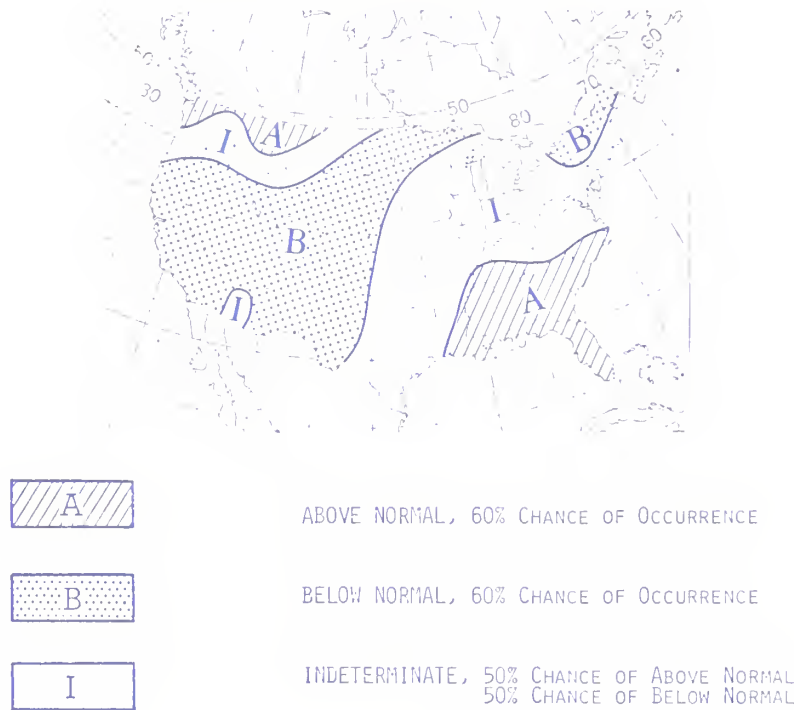 60
50
70
30
50
80
A
B
I
I
B
A
I
A
ABOVE NORMAL, 60% CHANCE OF OCCURRENCE
B
BELOW NORMAL, 60% CHANCE OF OCCURRENCE
I
INDETERMINATE, 50% CHANCE OF ABOVE NORMAL
50% CHANCE OF BELOW NORMAL